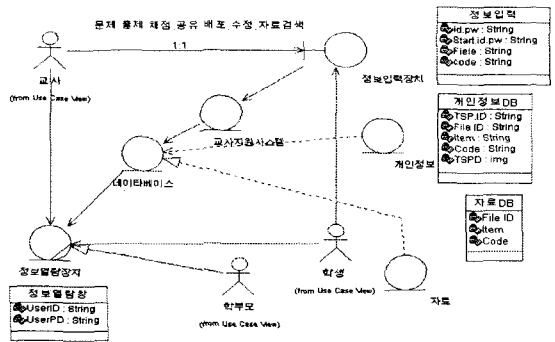 문제 출제 채점 공유 배포 수정 자료검색
1:1
교사
(from Use Case View)
정보입력장치
교사지원시스템
개인정보
데이타베이스
정보열람장치
학생
(from Use Case View)
학부모
(from Use Case View)
자료
정보입력
id.pw : String
Start.id.pw : String
Fiele : String
code : String
개인정보DB
TSP.ID : String
File ID : String
Item : String
Code : String
TSPD : img
자료DB
File ID
Item
Code
정보열람창
UserID : String
UserPD : String